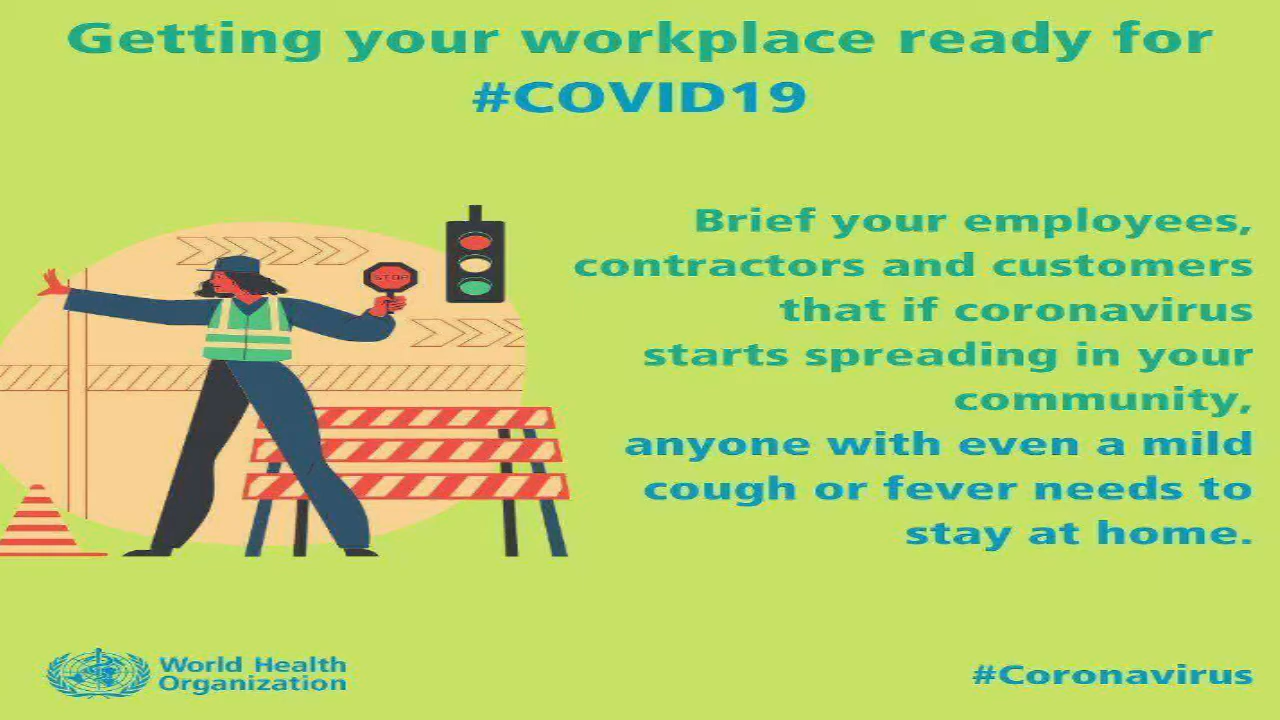 Getting your workplace ready for
#COVID19
Brief your employees,
contractors and customers
that if coronavirus
starts spreading in your
community,
anyone with even a mild
cough or fever needs to
stay at home.
STOP
World Health
Organization
#Coronavirus